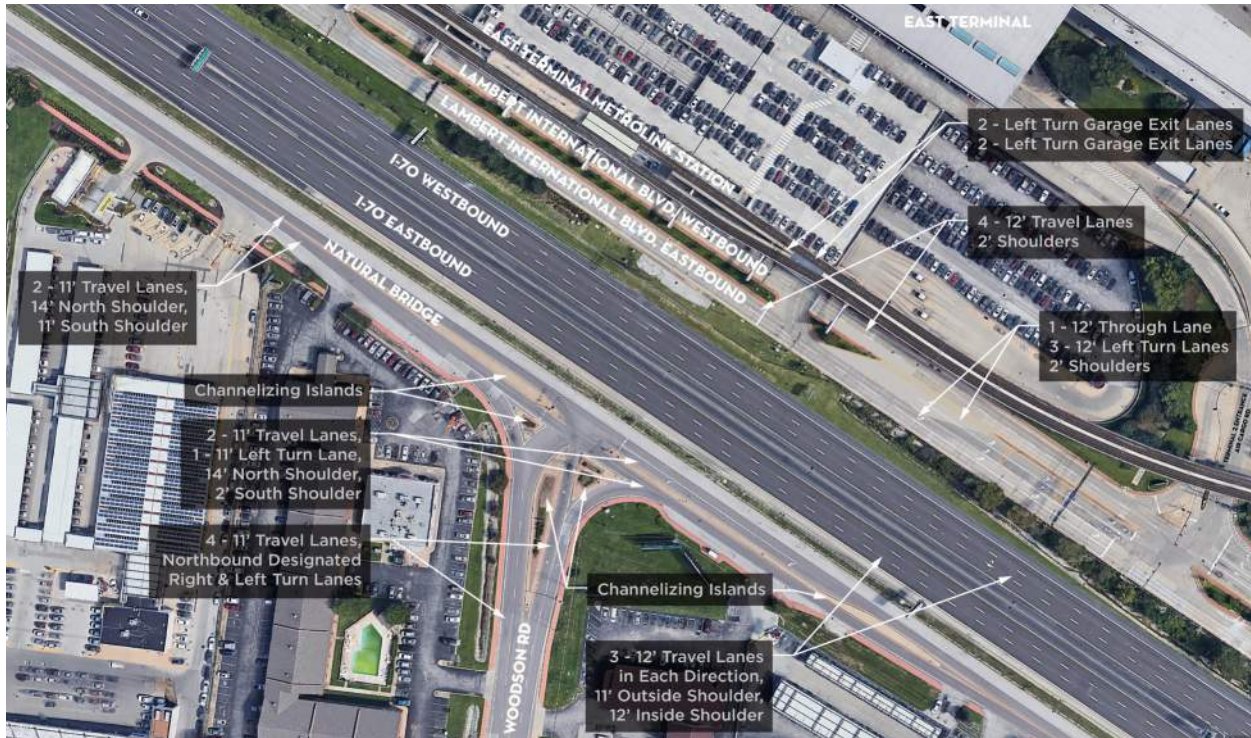 EAST TERMINAL
EAST TERMINAL METROLINK STATION
LAMBERT INTERNATIONAL BLVD. WESTBOUND
LAMBERT INTERNATIONAL BLVD. EASTBOUND
I-70 WESTBOUND
I-70 EASTBOUND
NATURAL BRIDGE
2 - Left Turn Garage Exit Lanes
2 - Left Turn Garage Exit Lanes
4 - 12' Travel Lanes
2' Shoulders
1 - 12' Through Lane
3 - 12' Left Turn Lanes
2' Shoulders
TERMINAL 2 ENTRANCE
AIR CARGO
2 - 11' Travel Lanes,
14' North Shoulder,
11' South Shoulder
Channelizing Islands
2 - 11' Travel Lanes,
1 - 11' Left Turn Lane,
14' North Shoulder,
2' South Shoulder
4 - 11' Travel Lanes,
Northbound Designated
Right & Left Turn Lanes
WOODSON RD
Channelizing Islands
3 - 12' Travel Lanes
in Each Direction,
11' Outside Shoulder,
12' Inside Shoulder